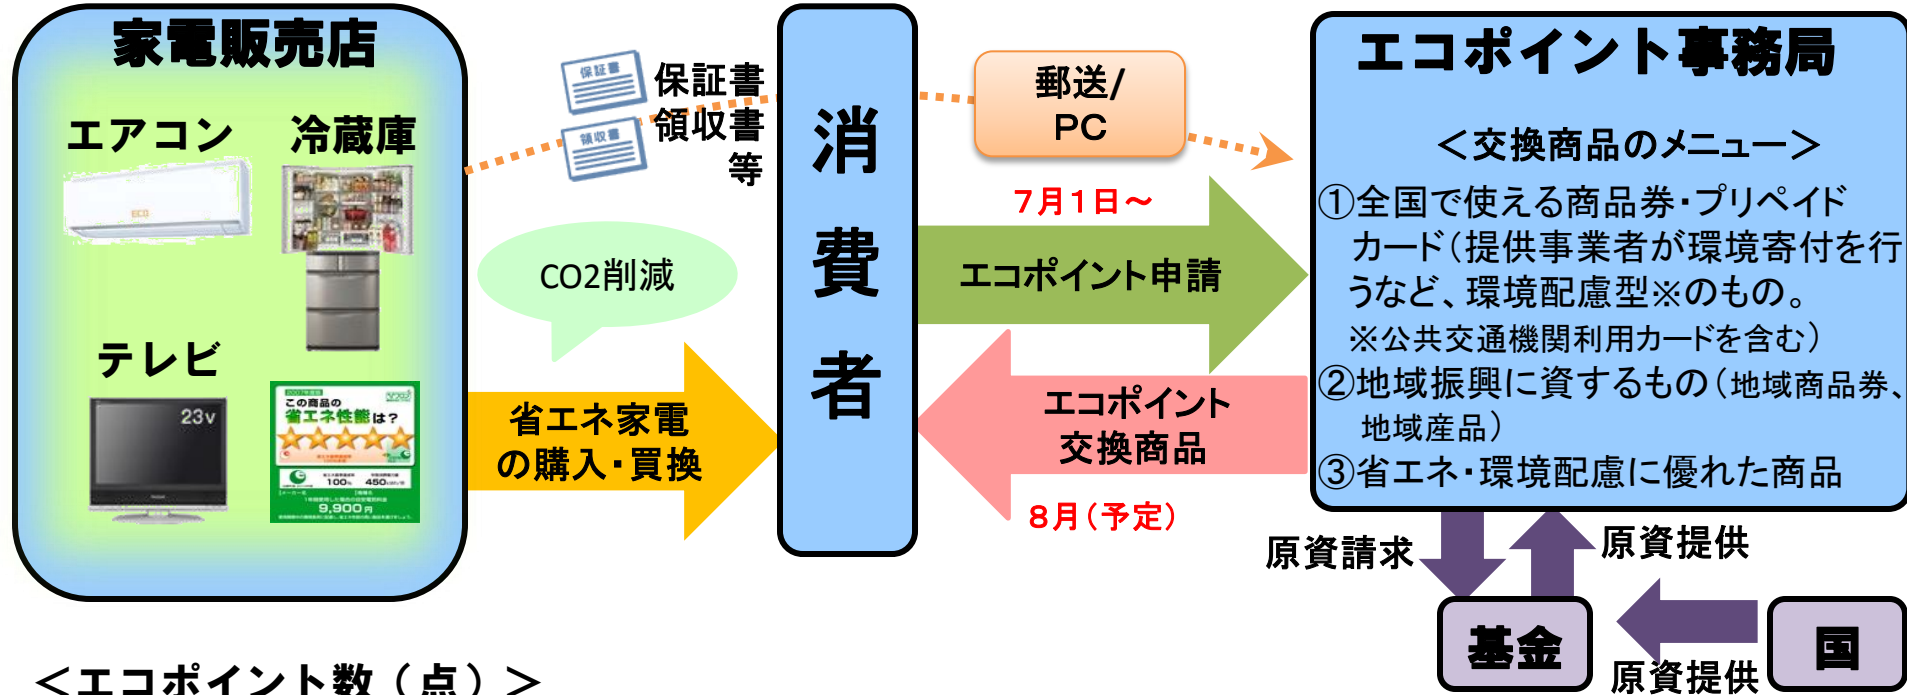 家電販売店
エアコン
冷蔵庫
ECO
テレビ
23v
この商品の
省エネ性能は?
100%
450
9,900円
保証書
領収書
保証書
領収書
等
CO2削減
省エネ家電
の購入・買換
消
費
者
郵送/
PC
7月1日～
エコポイント申請
エコポイント
交換商品
8月(予定)
エコポイント事務局
＜交換商品のメニュー＞
①全国で使える商品券・プリペイド
カード(提供事業者が環境寄付を行
うなど、環境配慮型※のもの。
※公共交通機関利用カードを含む)
②地域振興に資するもの(地域商品券、
地域産品)
③省エネ・環境配慮に優れた商品
原資請求
原資提供
基金
国
原資提供
＜エコポイント数(点)＞